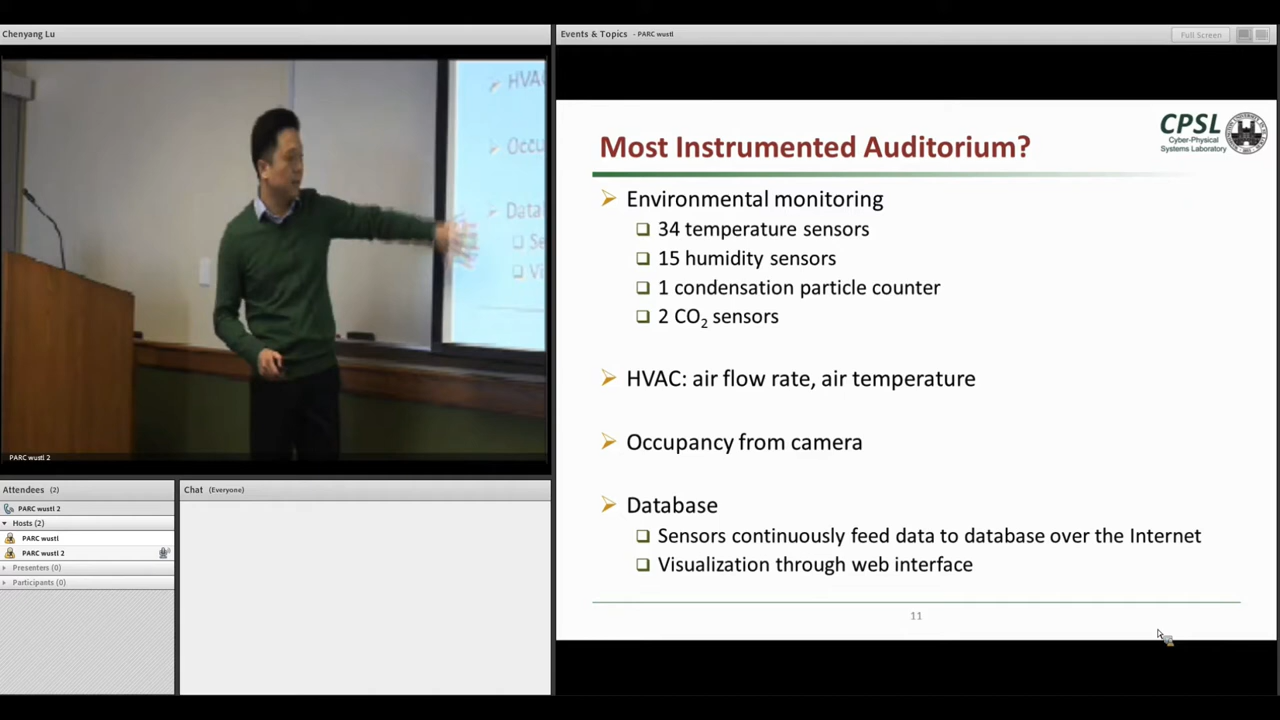 Chenyang Lu
HVAC
Occu
Datab
Se
Vi
PARC wustl 2
Attendees (2)
PARC wustl 2
Hosts (2)
PARC wustl
PARC wustl 2
Presenters (0)
Participants (0)
Chat (Everyone)
Events & Topics - PARC wustl
Full Screen
Most Instrumented Auditorium?
CPSL
Cyber-Physical
Systems Laboratory
➢ Environmental monitoring
❑ 34 temperature sensors
❑ 15 humidity sensors
❑ 1 condensation particle counter
❑ 2 CO₂ sensors
➢ HVAC: air flow rate, air temperature
➢ Occupancy from camera
➢ Database
❑ Sensors continuously feed data to database over the Internet
❑ Visualization through web interface
11